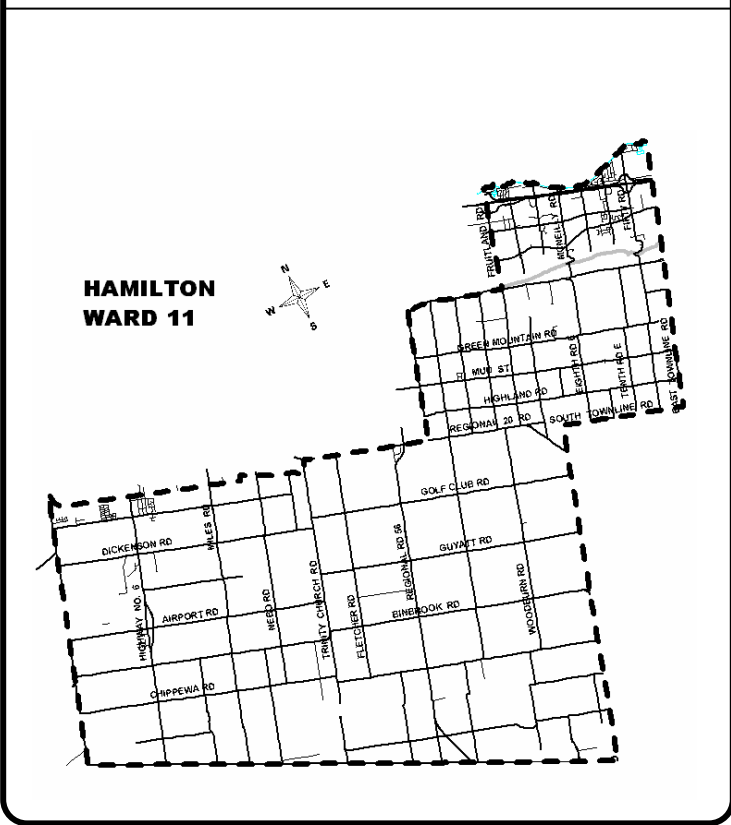 HAMILTON
WARD 11
N
E
W
S
FRUITLAND RD
MCNEILLY RD
FIFTY RD
GREEN MOUNTAIN RD
MUD ST
HIGHLAND RD
REGIONAL 20 RD
SOUTH TOWNLINE RD
EIGHTH RD E
TENTH RD E
EAST TOWNLINE RD
GOLF CLUB RD
DICKENSON RD
MILES RD
GUYATT RD
REGIONAL RD 56
HIGHWAY NO. 6
AIRPORT RD
NEBO RD
TRINITY CHURCH RD
FLETCHER RD
BINBROOK RD
WOODBURN RD
CHIPPEWA RD